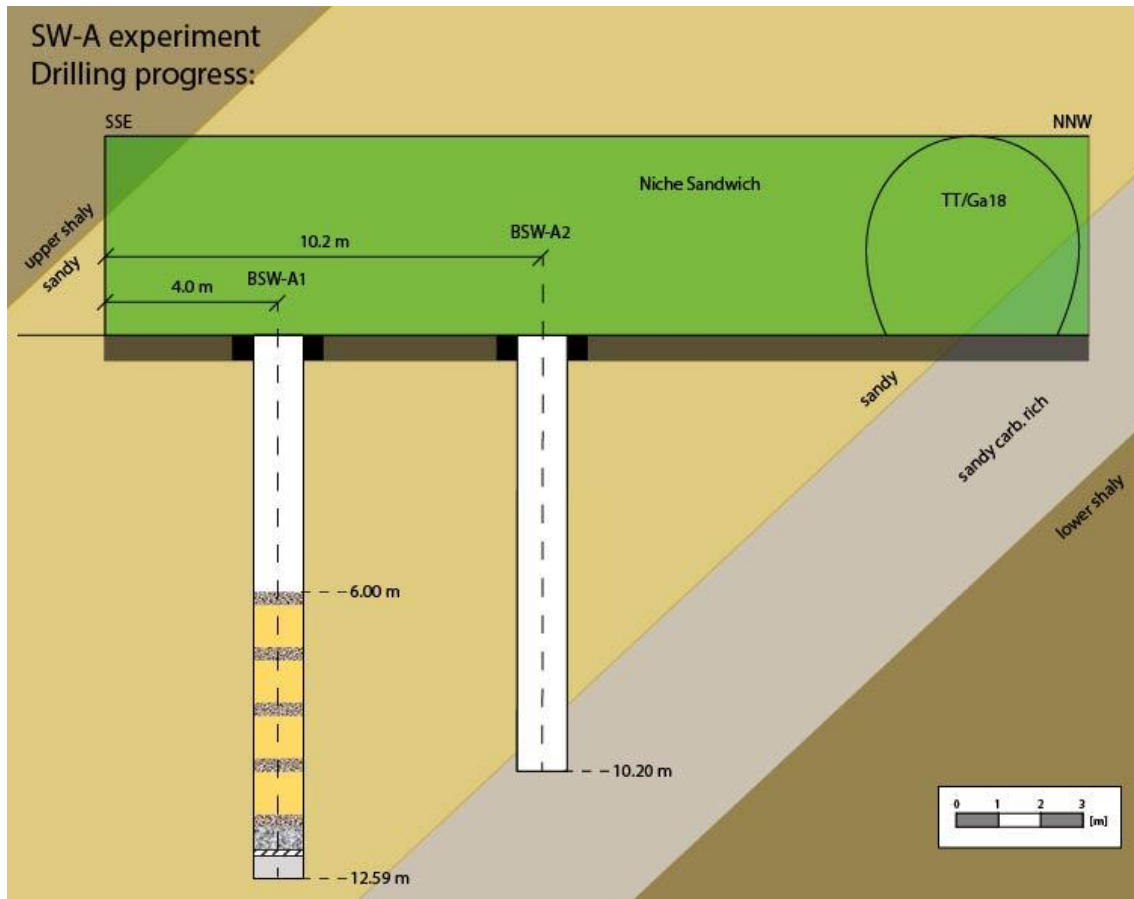 SW-A experiment
Drilling progress:
SSE
NNW
Niche Sandwich
TT/Ga18
upper shaly
sandy
10.2 m
BSW-A2
4.0 m
BSW-A1
sandy
sandy carb. rich
lower shaly
6.00 m
10.20 m
12.59 m
0 1 2 3
[m]